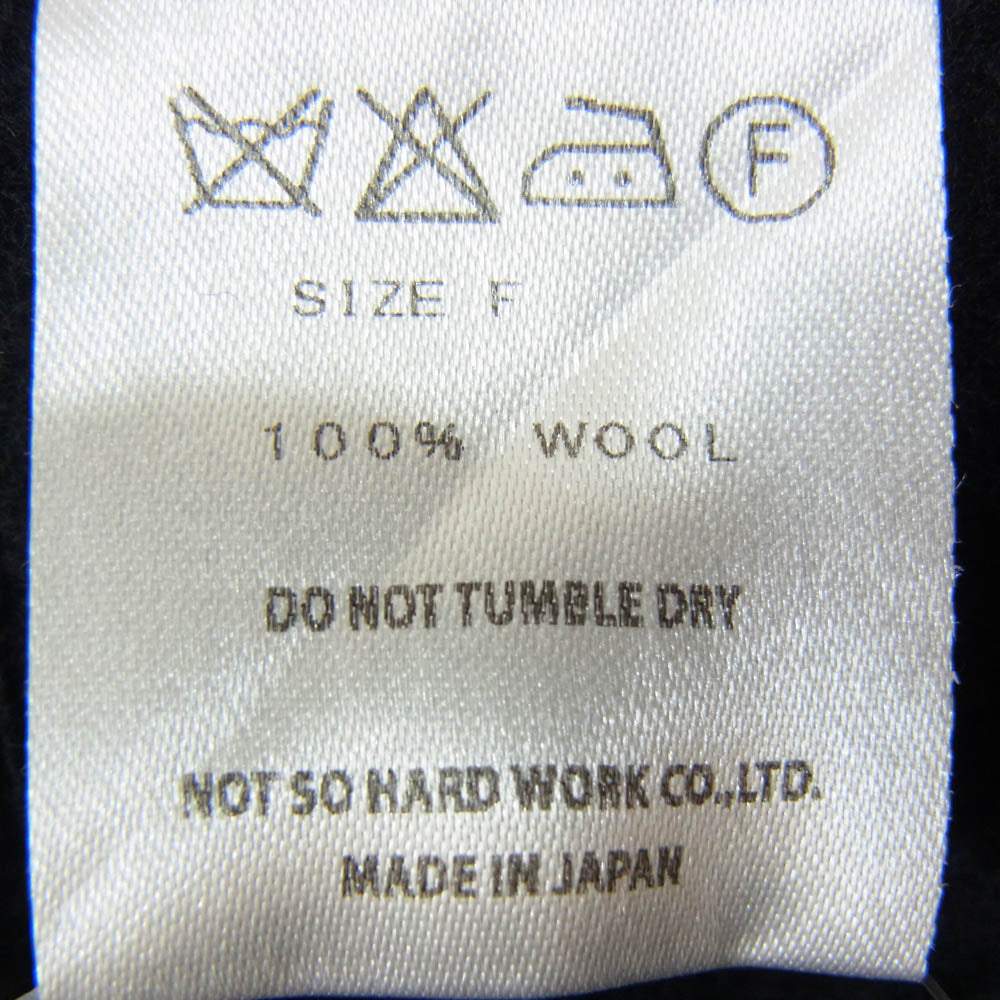 F
SIZE F
100% WOOL
DO NOT TUMBLE DRY
NOT SO HARD WORK CO.,LTD.
MADE IN JAPAN